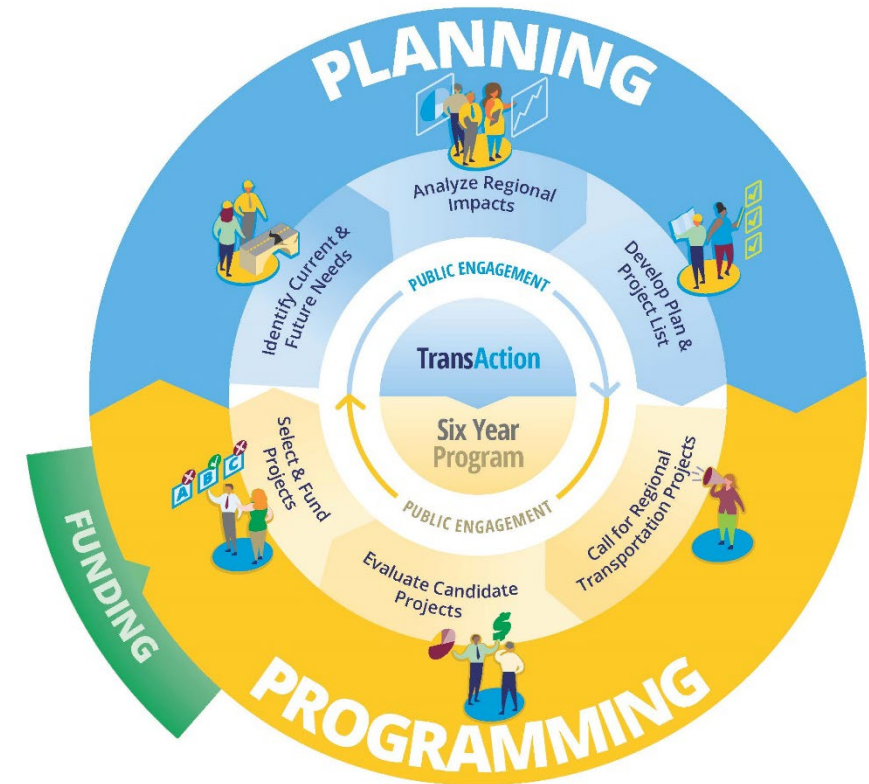 PLANNING
Analyze Regional
Impacts
Identify Current &
Future Needs
Develop Plan &
Project List
PUBLIC ENGAGEMENT
TransAction
Six Year
Program
PUBLIC ENGAGEMENT
Select & Fund
Projects
A B C
Call for Regional
Transportation Projects
Evaluate Candidate
Projects
$
FUNDING
PROGRAMMING